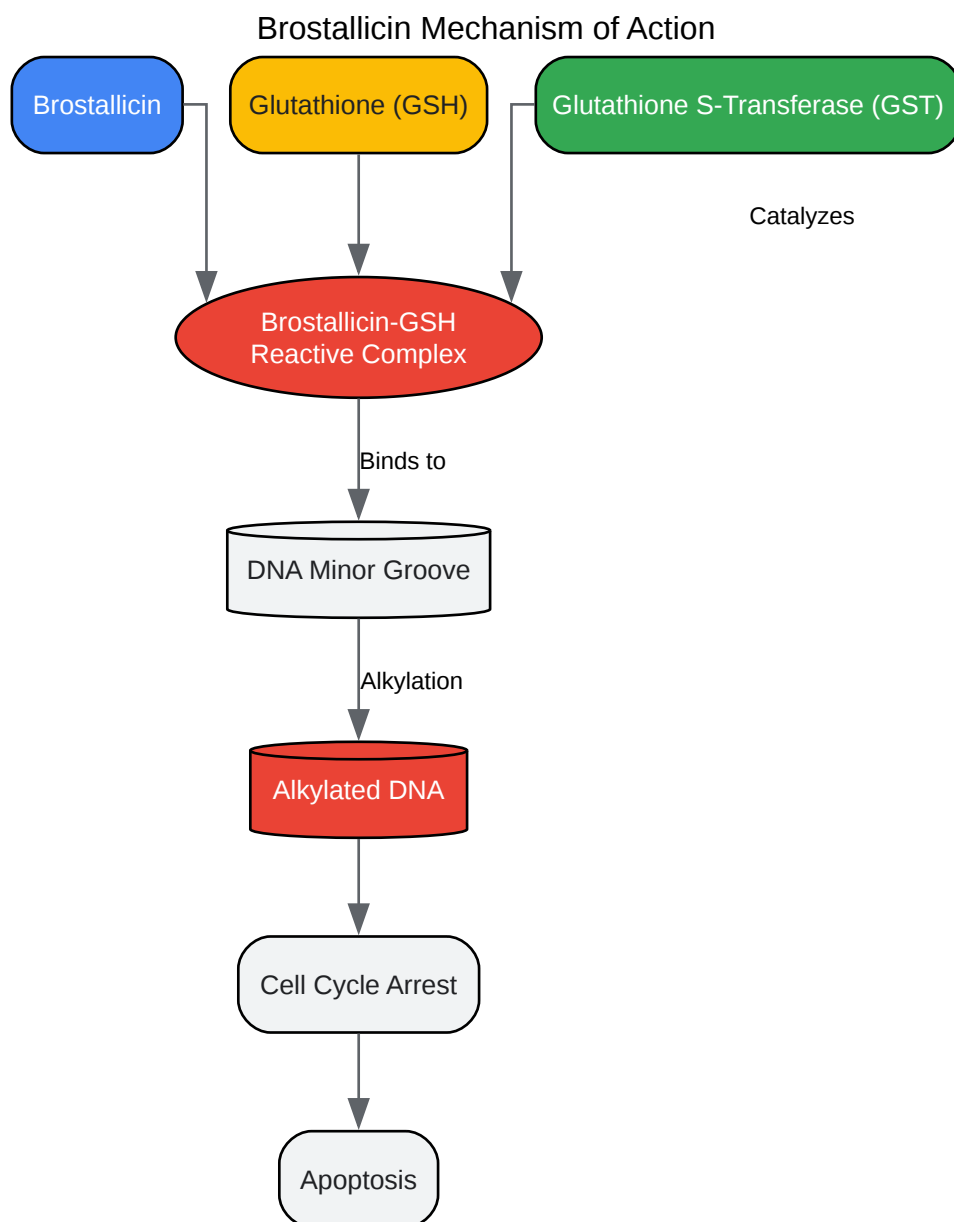 Brostallicin Mechanism of Action
Brostallicin
Glutathione (GSH)
Glutathione S-Transferase (GST)
Catalyzes
Brostallicin-GSH
Reactive Complex
Binds to
DNA Minor Groove
Alkylation
Alkylated DNA
Cell Cycle Arrest
Apoptosis